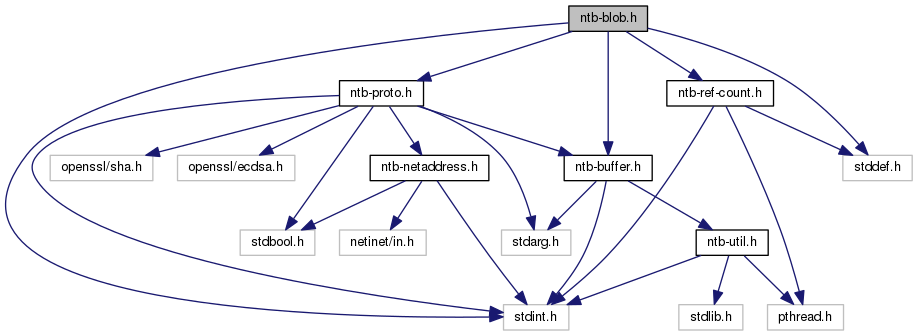 ntb-blob.h
ntb-proto.h
ntb-ref-count.h
openssl/sha.h
openssl/ecdsa.h
ntb-netaddress.h
ntb-buffer.h
stddef.h
stdbool.h
netinet/in.h
stdarg.h
ntb-util.h
stdint.h
stdlib.h
pthread.h